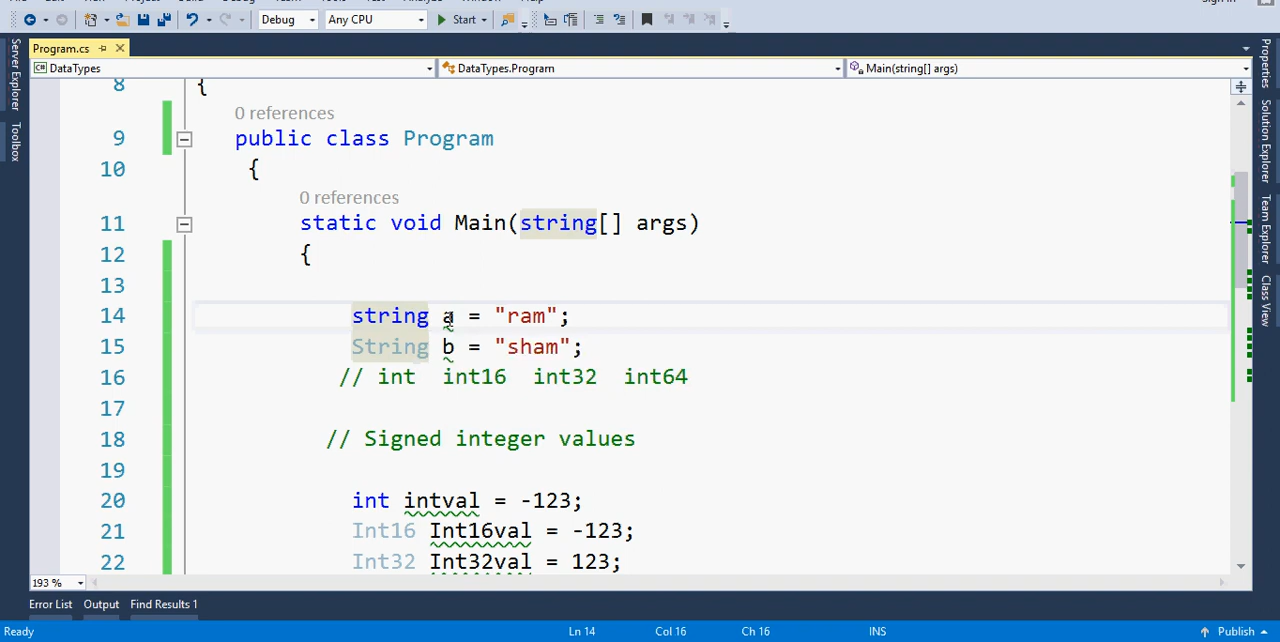 Debug Any CPU Start
Program.cs
DataTypes DataTypes.Program Main(string[] args)
8 {
0 references
9 public class Program
10 {
0 references
11 static void Main(string[] args)
12 {
13
14 string a = "ram";
15 String b = "sham";
16 // int int16 int32 int64
17
18 // Signed integer values
19
20 int intval = -123;
21 Int16 Int16val = -123;
22 Int32 Int32val = 123;
193 %
Error List Output Find Results 1
Ready Ln 14 Col 16 Ch 16 INS Publish
Server Explorer
Toolbox
Properties
Solution Explorer
Team Explorer
Class View